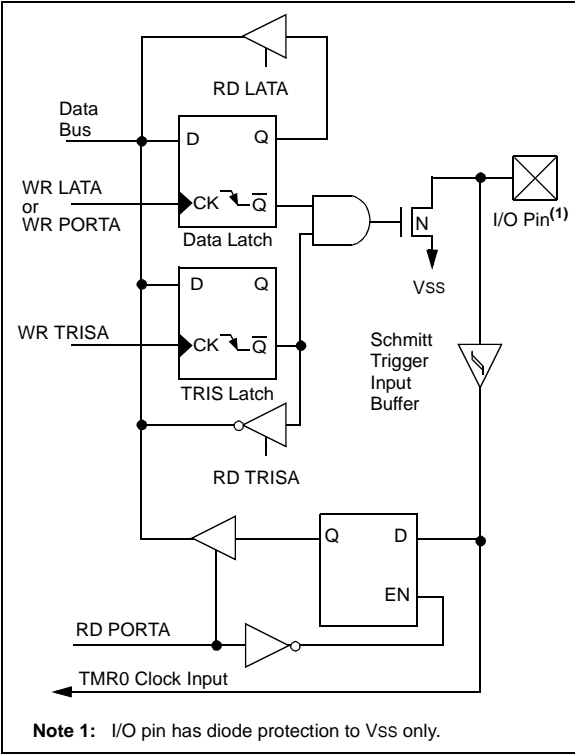 RD LATA
Data
Bus
D
Q
WR LATA
or
WR PORTA
CK
Q
Data Latch
N
I/O Pin(1)
VSS
D
Q
WR TRISA
CK
Q
TRIS Latch
Schmitt
Trigger
Input
Buffer
RD TRISA
Q
D
EN
RD PORTA
TMR0 Clock Input
Note 1: I/O pin has diode protection to VSS only.